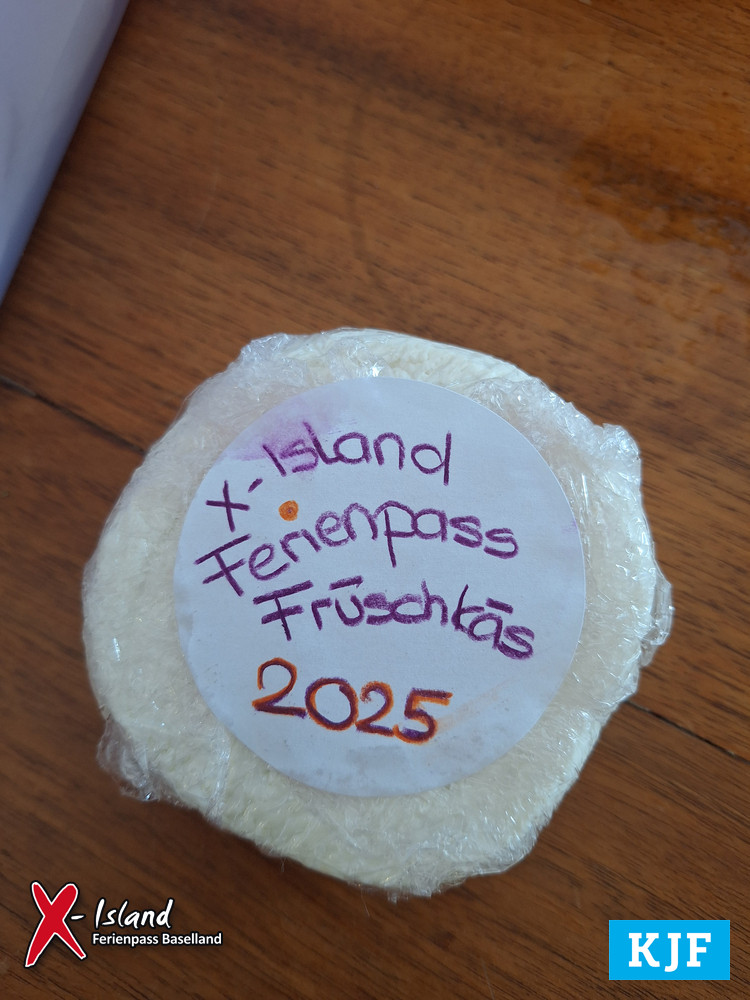 X-Island
Ferienpass
Früschkäs
2025
X-Island
Ferienpass Baselland
KJF